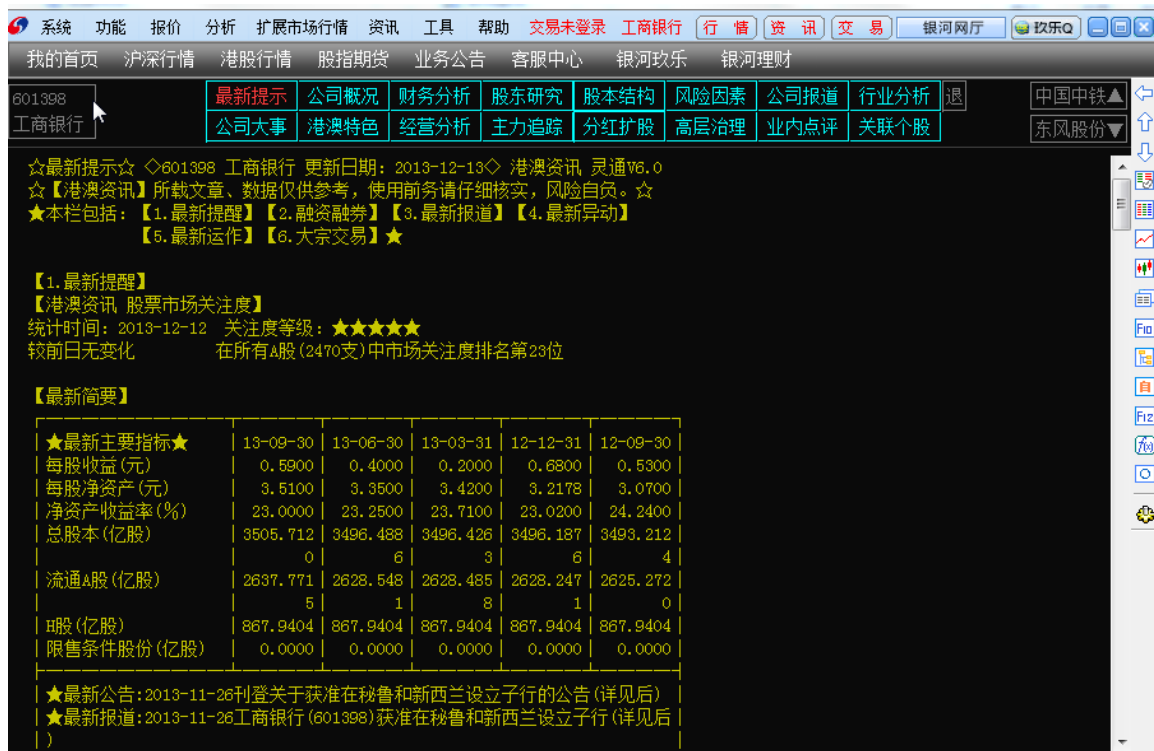 系统 功能 报价 分析 扩展市场行情 资讯 工具 帮助 交易未登录 工商银行 行 情 资 讯 交 易 银河网厅 玖乐Q
我的首页 沪深行情 港股行情 股指期货 业务公告 客服中心 银河玖乐 银河理财
601398 最新提示 公司概况 财务分析 股东研究 股本结构 风险因素 公司报道 行业分析 退 中国中铁▲
工商银行 公司大事 港澳特色 经营分析 主力追踪 分红扩股 高层治理 业内点评 关联个股 东风股份▼
☆最新提示☆ ◇601398 工商银行 更新日期: 2013-12-13◇ 港澳资讯 灵通V6.0
☆【港澳资讯】所载文章、数据仅供参考，使用前务请仔细核实，风险自负。☆
★本栏包括: 【1.最新提醒】【2.融资融券】【3.最新报道】【4.最新异动】
【5.最新运作】【6.大宗交易】★
【1.最新提醒】
【港澳资讯 股票市场关注度】
统计时间: 2013-12-12 关注度等级: ★★★★★
较前日无变化 在所有A股(2470支)中市场关注度排名第23位
【最新简要】
★最新主要指标★ |13-09-30|13-06-30|13-03-31|12-12-31|12-09-30|
每股收益(元) | 0.5900| 0.4000| 0.2000| 0.6800| 0.5300|
每股净资产(元) | 3.5100| 3.3500| 3.4200| 3.2178| 3.0700|
净资产收益率(%) | 23.0000| 23.2500| 23.7100| 23.0200| 24.2400|
总股本(亿股) |3505.712|3496.488|3496.426|3496.187|3493.212|
| 0| 6| 3| 6| 4|
流通A股(亿股) |2637.771|2628.548|2628.485|2628.247|2625.272|
| 5| 1| 8| 1| 0|
H股(亿股) |867.9404|867.9404|867.9404|867.9404|867.9404|
限售条件股份(亿股) | 0.0000| 0.0000| 0.0000| 0.0000| 0.0000|
★最新公告:2013-11-26刊登关于获准在秘鲁和新西兰设立子行的公告(详见后)
★最新报道:2013-11-26工商银行(601398)获准在秘鲁和新西兰设立子行(详见后
)
F10
自
f(x)